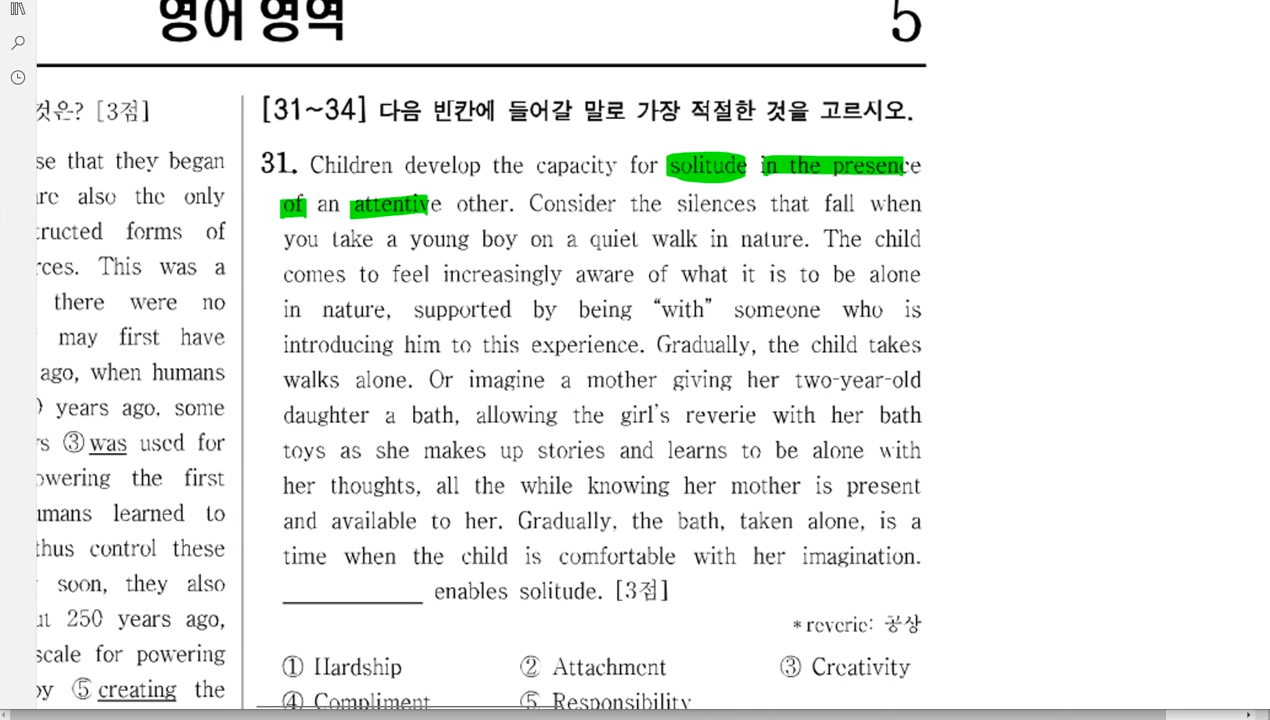 영어 영역
5
것은? [3점]
se that they began
are also the only
tructed forms of
rces. This was a
there were no
may first have
ago, when humans
years ago, some
rs ③ was used for
owering the first
umans learned to
thus control these
soon, they also
ut 250 years ago,
scale for powering
by ⑤ creating the
[31~34] 다음 빈칸에 들어갈 말로 가장 적절한 것을 고르시오.
31. Children develop the capacity for solitude in the presence
of an attentive other. Consider the silences that fall when
you take a young boy on a quiet walk in nature. The child
comes to feel increasingly aware of what it is to be alone
in nature, supported by being “with” someone who is
introducing him to this experience. Gradually, the child takes
walks alone. Or imagine a mother giving her two-year-old
daughter a bath, allowing the girl's reverie with her bath
toys as she makes up stories and learns to be alone with
her thoughts, all the while knowing her mother is present
and available to her. Gradually, the bath, taken alone, is a
time when the child is comfortable with her imagination.
enables solitude. [3점]
* reverie: 공상
① Hardship ② Attachment ③ Creativity
④ Compliment ⑤ Responsibility